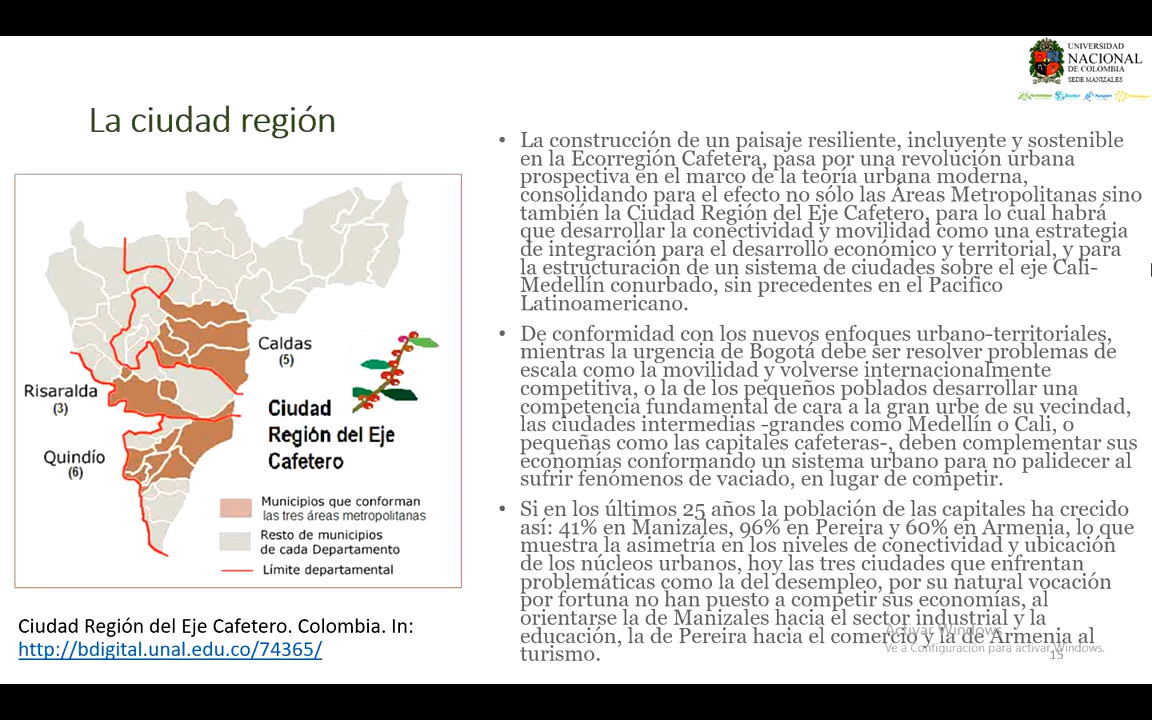 UNIVERSIDAD
NACIONAL
DE COLOMBIA
SEDE MANIZALES
La ciudad región
Caldas
(5)
Risaralda
(3)
Ciudad
Región del Eje
Cafetero
Quindío
(6)
Municipios que conforman
las tres áreas metropolitanas
Resto de municipios
de cada Departamento
Límite departamental
Ciudad Región del Eje Cafetero. Colombia. In:
http://bdigital.unal.edu.co/74365/
• La construcción de un paisaje resiliente, incluyente y sostenible
en la Ecorregión Cafetera, pasa por una revolución urbana
prospectiva en el marco de la teoría urbana moderna,
consolidando para el efecto no sólo las Áreas Metropolitanas sino
también la Ciudad Región del Eje Cafetero, para lo cual habrá
que desarrollar la conectividad y movilidad como una estrategia
de integración para el desarrollo económico y territorial, y para
la estructuración de un sistema de ciudades sobre el eje Cali-
Medellín conurbado, sin precedentes en el Pacifico
Latinoamericano.
• De conformidad con los nuevos enfoques urbano-territoriales,
mientras la urgencia de Bogotá debe ser resolver problemas de
escala como la movilidad y volverse internacionalmente
competitiva, o la de los pequeños poblados desarrollar una
competencia fundamental de cara a la gran urbe de su vecindad,
las ciudades intermedias -grandes como Medellín o Cali, o
pequeñas como las capitales cafeteras-, deben complementar sus
economías conformando un sistema urbano para no palidecer al
sufrir fenómenos de vaciado, en lugar de competir.
• Si en los últimos 25 años la población de las capitales ha crecido
así: 41% en Manizales, 96% en Pereira y 60% en Armenia, lo que
muestra la asimetría en los niveles de conectividad y ubicación
de los núcleos urbanos, hoy las tres ciudades que enfrentan
problemáticas como la del desempleo, por su natural vocación
por fortuna no han puesto a competir sus economías, al
orientarse la de Manizales hacia el sector industrial y la
educación, la de Pereira hacia el comercio y la de Armenia al
turismo.
Activar Windows
Ve a Configuración para activar Windows.
15